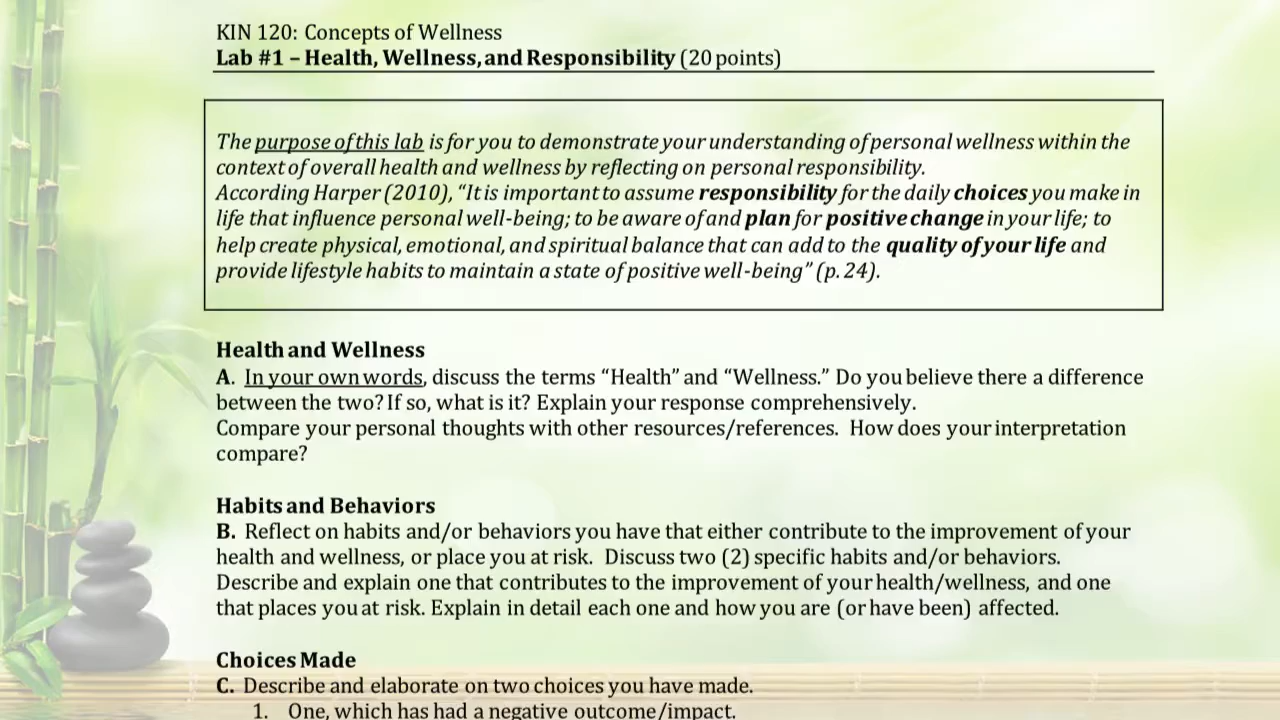 KIN 120: Concepts of Wellness
Lab #1 – Health, Wellness, and Responsibility (20 points)
The purpose of this lab is for you to demonstrate your understanding of personal wellness within the
context of overall health and wellness by reflecting on personal responsibility.
According Harper (2010), “It is important to assume responsibility for the daily choices you make in
life that influence personal well-being; to be aware of and plan for positive change in your life; to
help create physical, emotional, and spiritual balance that can add to the quality of your life and
provide lifestyle habits to maintain a state of positive well-being” (p. 24).
Health and Wellness
A. In your own words, discuss the terms “Health” and “Wellness.” Do you believe there a difference
between the two? If so, what is it? Explain your response comprehensively.
Compare your personal thoughts with other resources/references. How does your interpretation
compare?
Habits and Behaviors
B. Reflect on habits and/or behaviors you have that either contribute to the improvement of your
health and wellness, or place you at risk. Discuss two (2) specific habits and/or behaviors.
Describe and explain one that contributes to the improvement of your health/wellness, and one
that places you at risk. Explain in detail each one and how you are (or have been) affected.
Choices Made
C. Describe and elaborate on two choices you have made.
1. One, which has had a negative outcome/impact.